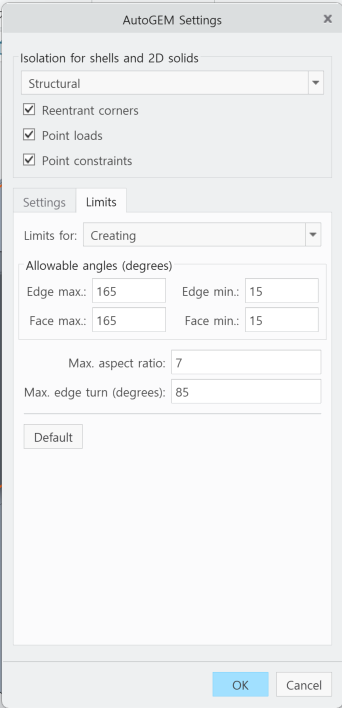 AutoGEM Settings
x
Isolation for shells and 2D solids
Structural
Reentrant corners
Point loads
Point constraints
Settings Limits
Limits for: Creating
Allowable angles (degrees)
Edge max.: 165 Edge min.: 15
Face max.: 165 Face min.: 15
Max. aspect ratio: 7
Max. edge turn (degrees): 85
Default
OK Cancel